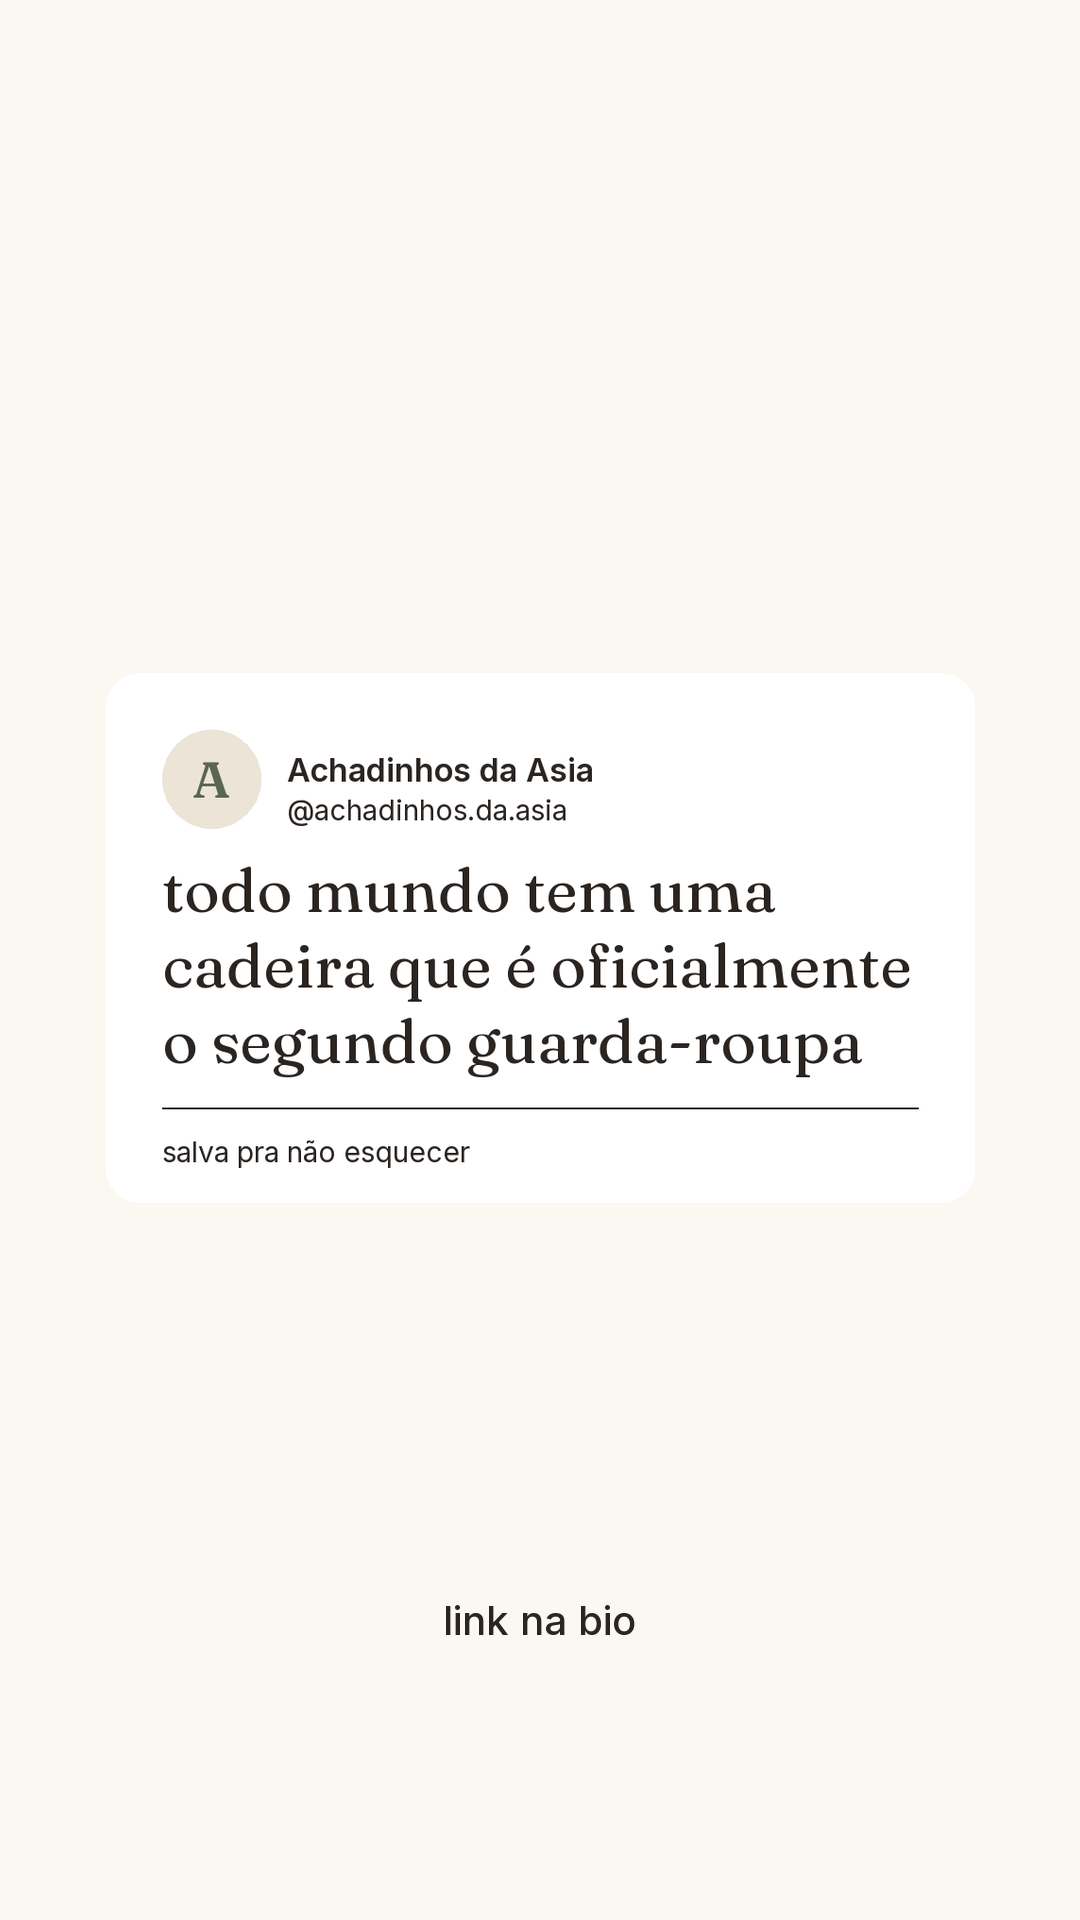 A
Achadinhos da Asia
@achadinhos.da.asia
todo mundo tem uma
cadeira que é oficialmente
o segundo guarda-roupa
salva pra não esquecer
link na bio